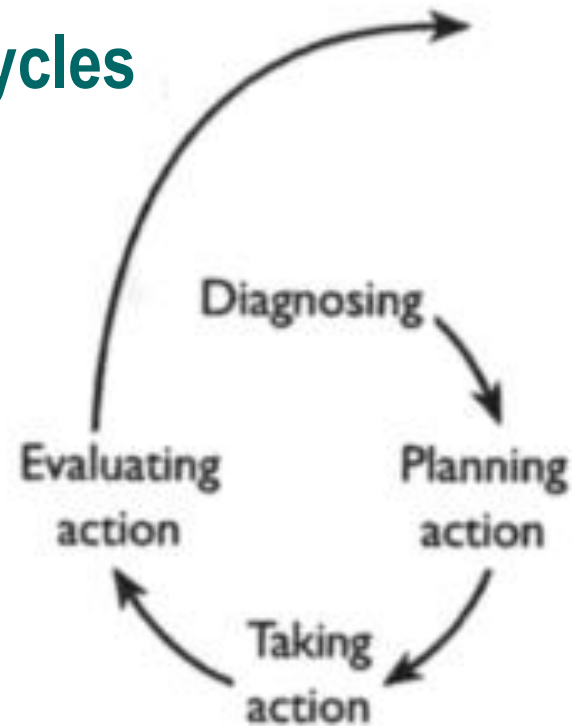 ycles
Diagnosing
Planning
action
Taking
action
Evaluating
action